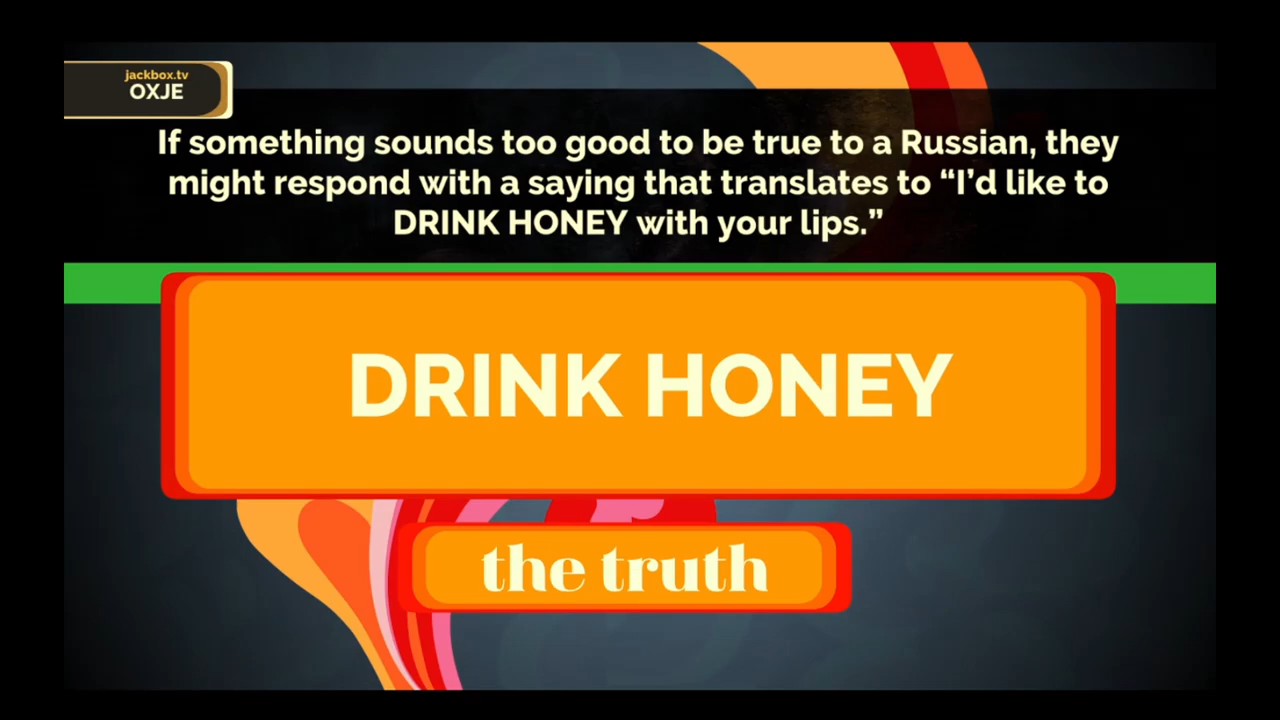 jackbox.tv
OXJE
If something sounds too good to be true to a Russian, they
might respond with a saying that translates to “I’d like to
DRINK HONEY with your lips.”
DRINK HONEY
the truth